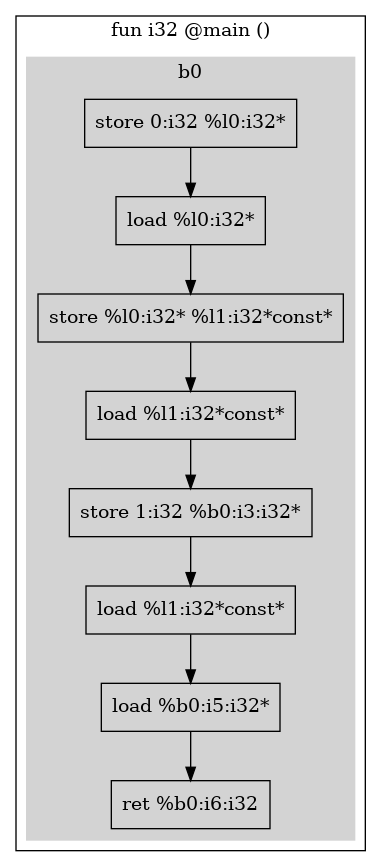 fun i32 @main ()
b0
store 0:i32 %l0:i32*
load %l0:i32*
store %l0:i32* %l1:i32*const*
load %l1:i32*const*
store 1:i32 %b0:i3:i32*
load %l1:i32*const*
load %b0:i5:i32*
ret %b0:i6:i32